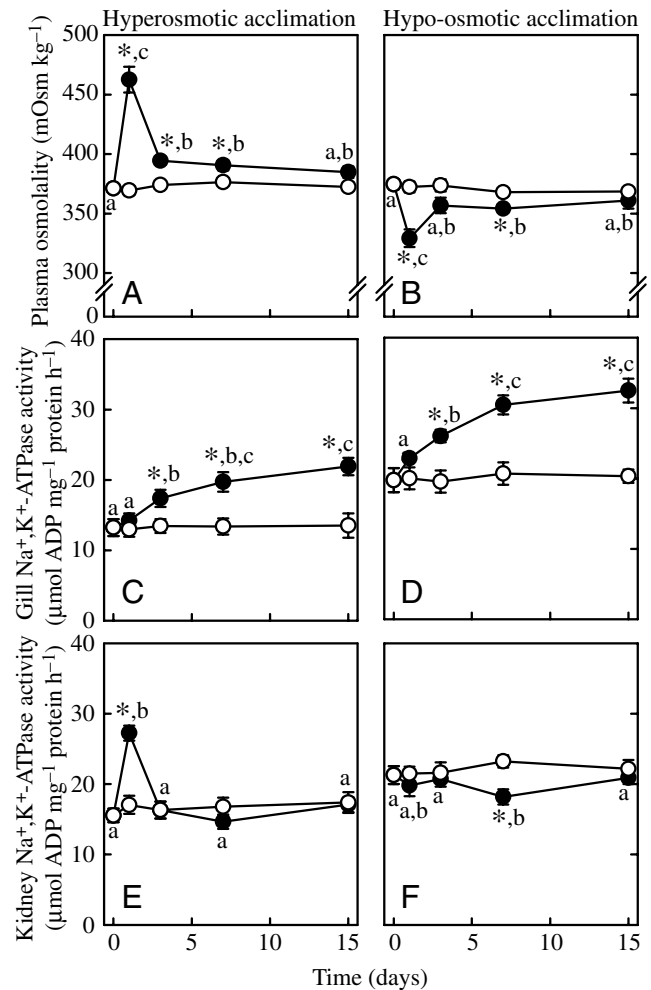 Hyperosmotic acclimation Hypo-osmotic acclimation
Plasma osmolality (mOsm kg⁻¹)
500
450
400
350
300
0
*,c
*,b
*,b
a,b
a
A
a
*,c
a,b
*,b
a,b
B
Gill Na⁺,K⁺-ATPase activity
(µmol ADP mg⁻¹ protein h⁻¹)
40
30
20
10
0
a
a
*,b
*,b,c
*,c
C
a
a
*,b
*,c
*,c
D
Kidney Na⁺,K⁺-ATPase activity
(µmol ADP mg⁻¹ protein h⁻¹)
40
30
20
10
0
a
*,b
a
a
a
E
a
a,b
a
*,b
a
F
0 5 10 15 0 5 10 15
Time (days)